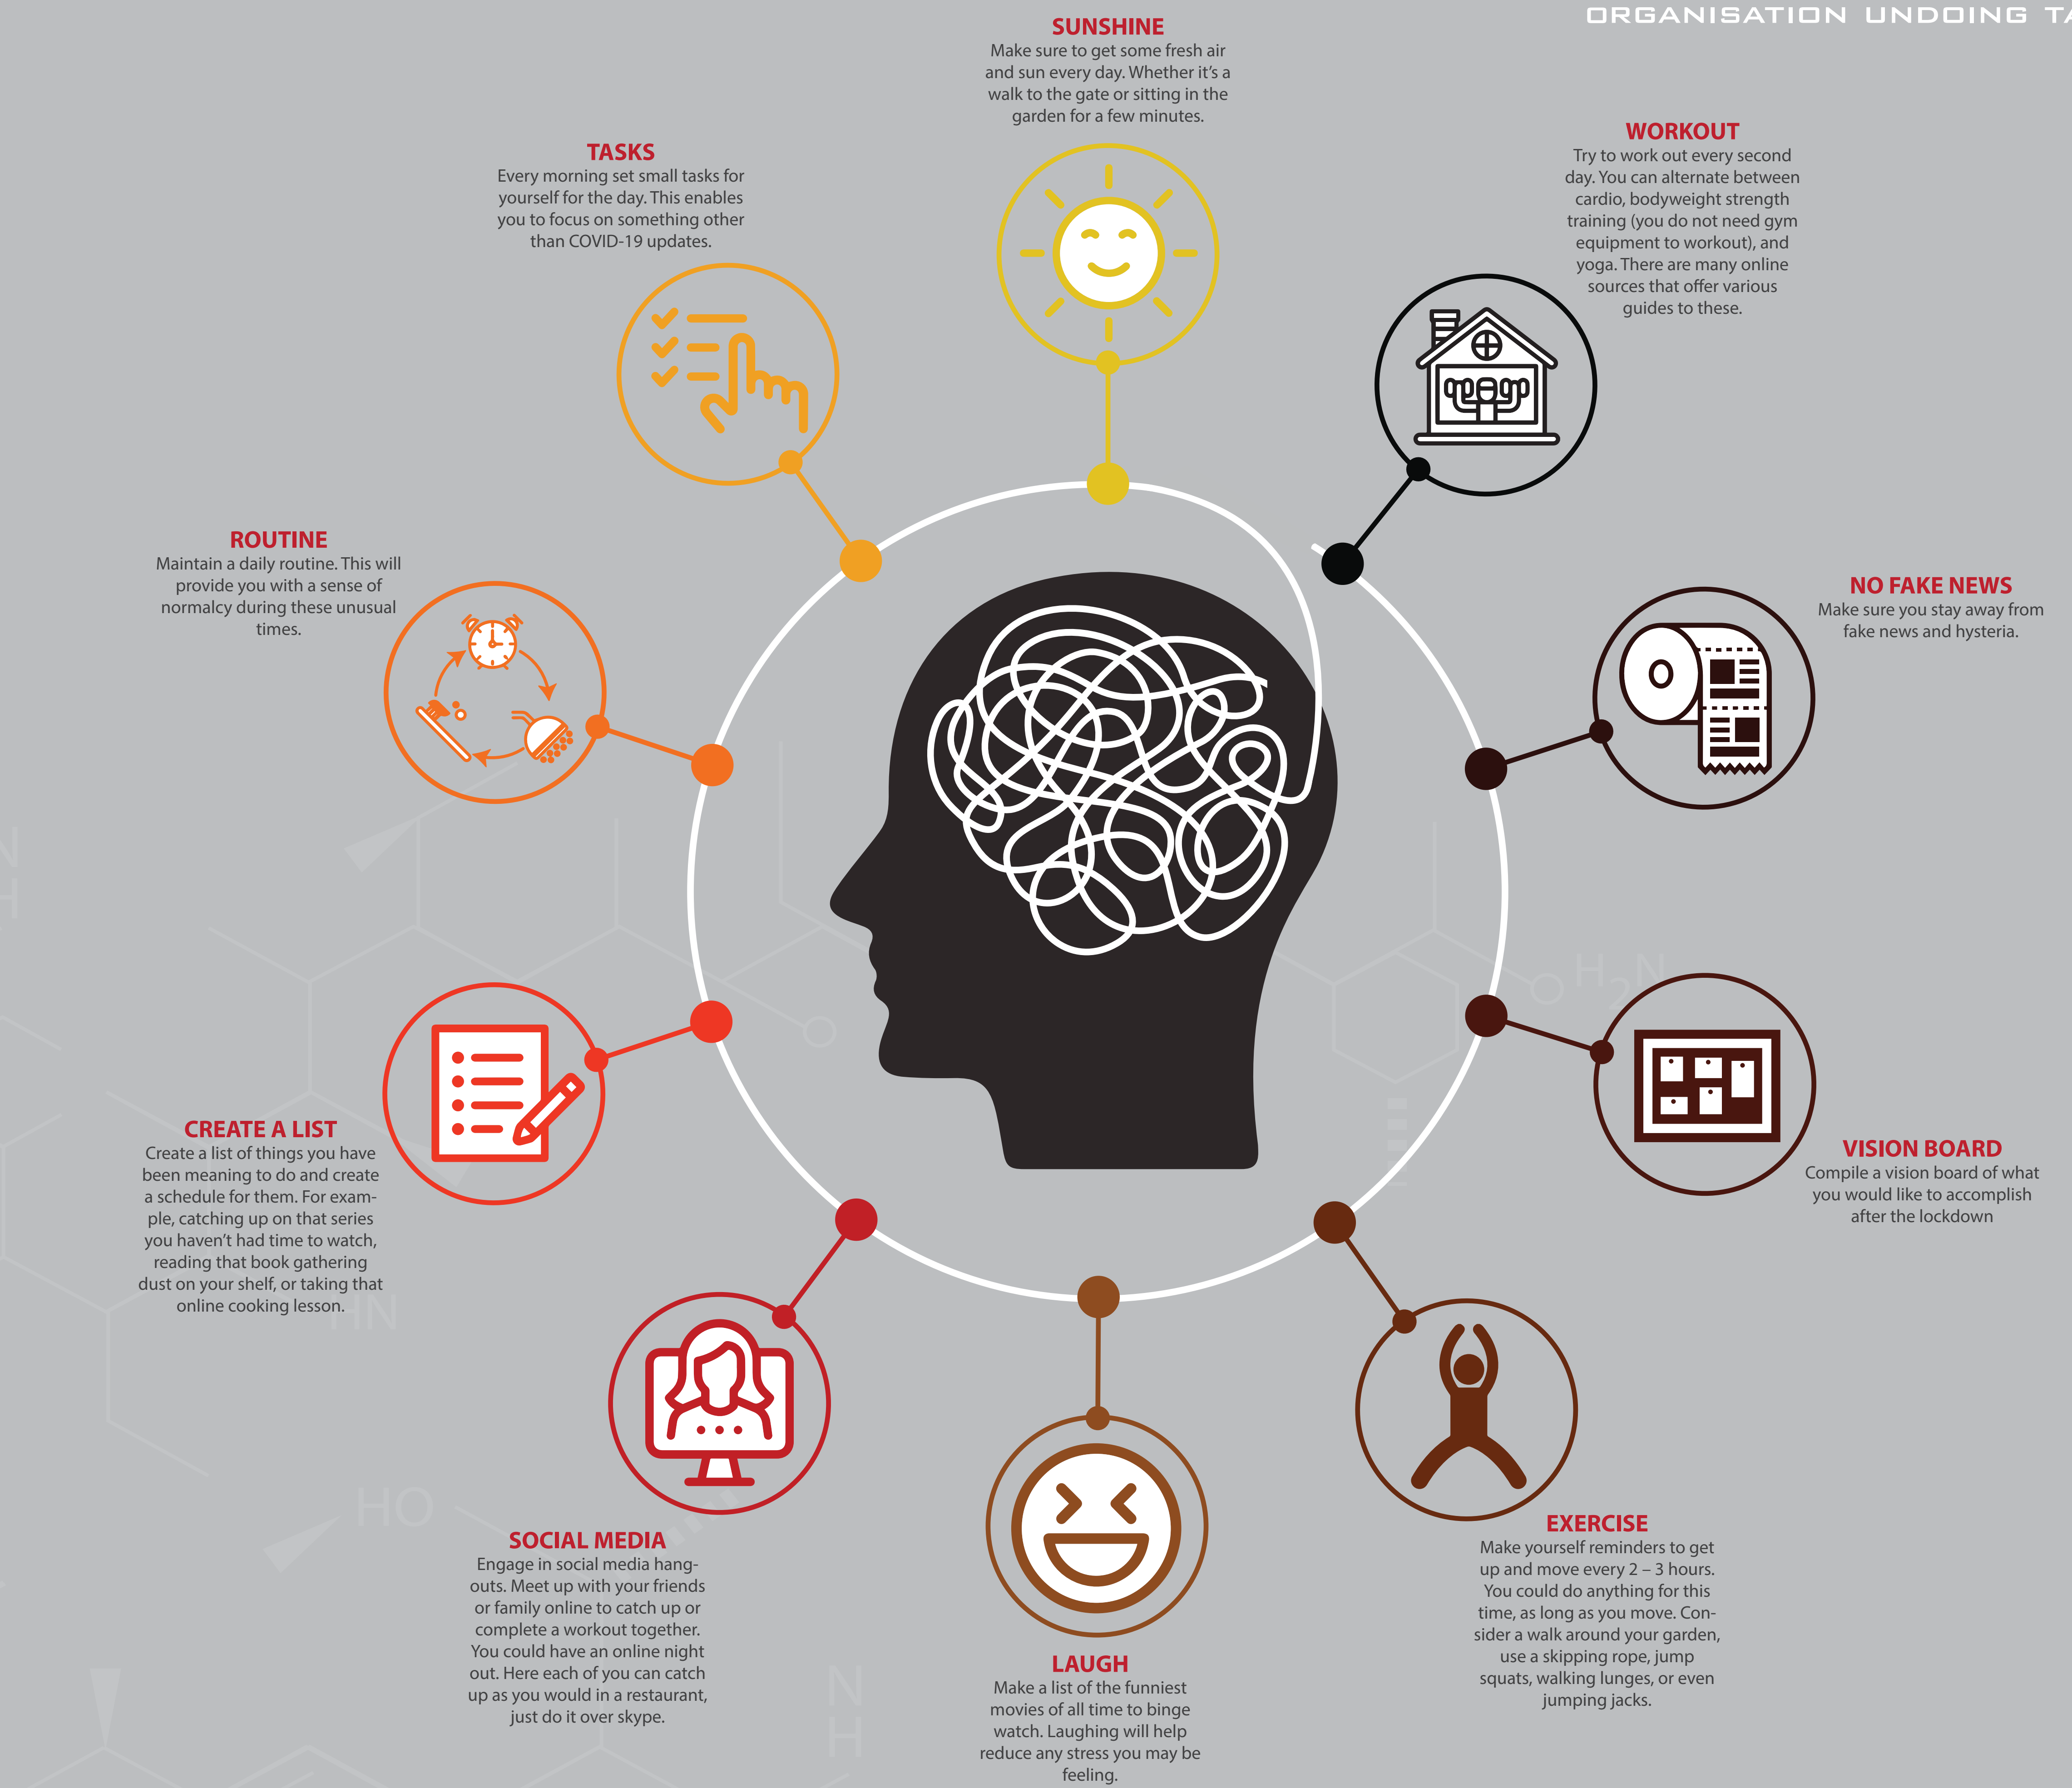 ORGANISATION UNDOING
SUNSHINE
Make sure to get some fresh air
and sun every day. Whether it's a
walk to the gate or sitting in the
garden for a few minutes.
WORKOUT
Try to work out every second
day. You can alternate between
cardio, bodyweight strength
training (you do not need gym
equipment to workout), and
yoga. There are many online
sources that offer various
guides to these.
TASKS
Every morning set small tasks for
yourself for the day. This enables
you to focus on something other
than COVID-19 updates.
ROUTINE
Maintain a daily routine. This will
provide you with a sense of
normalcy during these unusual
times.
NO FAKE NEWS
Make sure you stay away from
fake news and hysteria.
N
H
H2N
CREATE A LIST
Create a list of things you have
been meaning to do and create
a schedule for them. For exam-
ple, catching up on that series
you haven't had time to watch,
reading that book gathering
dust on your shelf, or taking that
online cooking lesson.
HN
VISION BOARD
Compile a vision board of what
you would like to accomplish
after the lockdown
HO
SOCIAL MEDIA
Engage in social media hang-
outs. Meet up with your friends
or family online to catch up or
complete a workout together.
You could have an online night
out. Here each of you can catch
up as you would in a restaurant,
just do it over skype.
N
H
LAUGH
Make a list of the funniest
movies of all time to binge
watch. Laughing will help
reduce any stress you may be
feeling.
EXERCISE
Make yourself reminders to get
up and move every 2 – 3 hours.
You could do anything for this
time, as long as you move. Con-
sider a walk around your garden,
use a skipping rope, jump
squats, walking lunges, or even
jumping jacks.